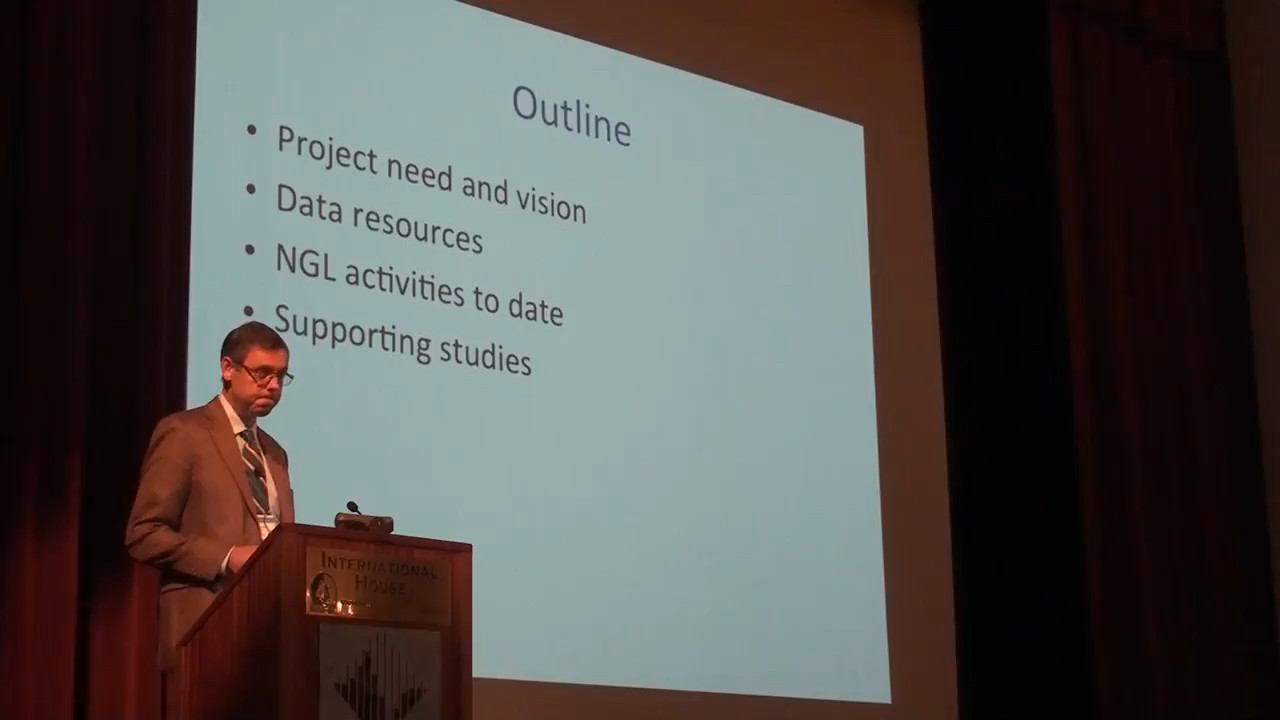 Outline
• Project need and vision
• Data resources
• NGL activities to date
• Supporting studies
INTERNATIONAL
HOUSE